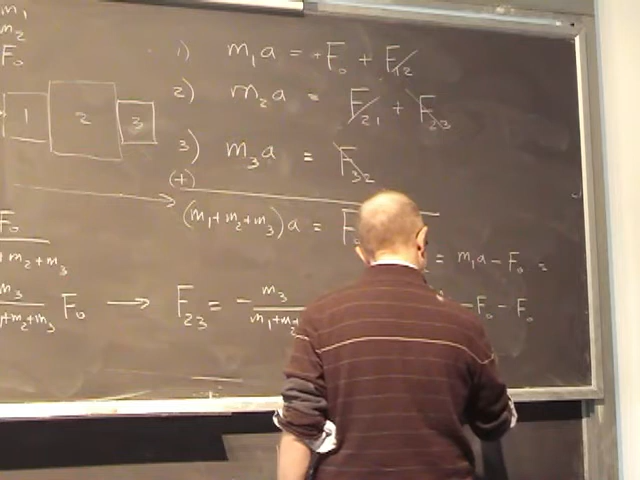 m₁
m₂
F₀
1 2 3
1) m₁a = +F₀ + F₁₂
2) m₂a = F₂₁ + F₂₃
3) m₃a = F₃₂
(+)
(m₁+m₂+m₃)a = F
F₀
+ m₂ + m₃
= m₁a - F₀ =
m₃
m₁+m₂+m₃ F₀ → F₂₃ = - m₃
m₁+m₂
- F₀ - F₀